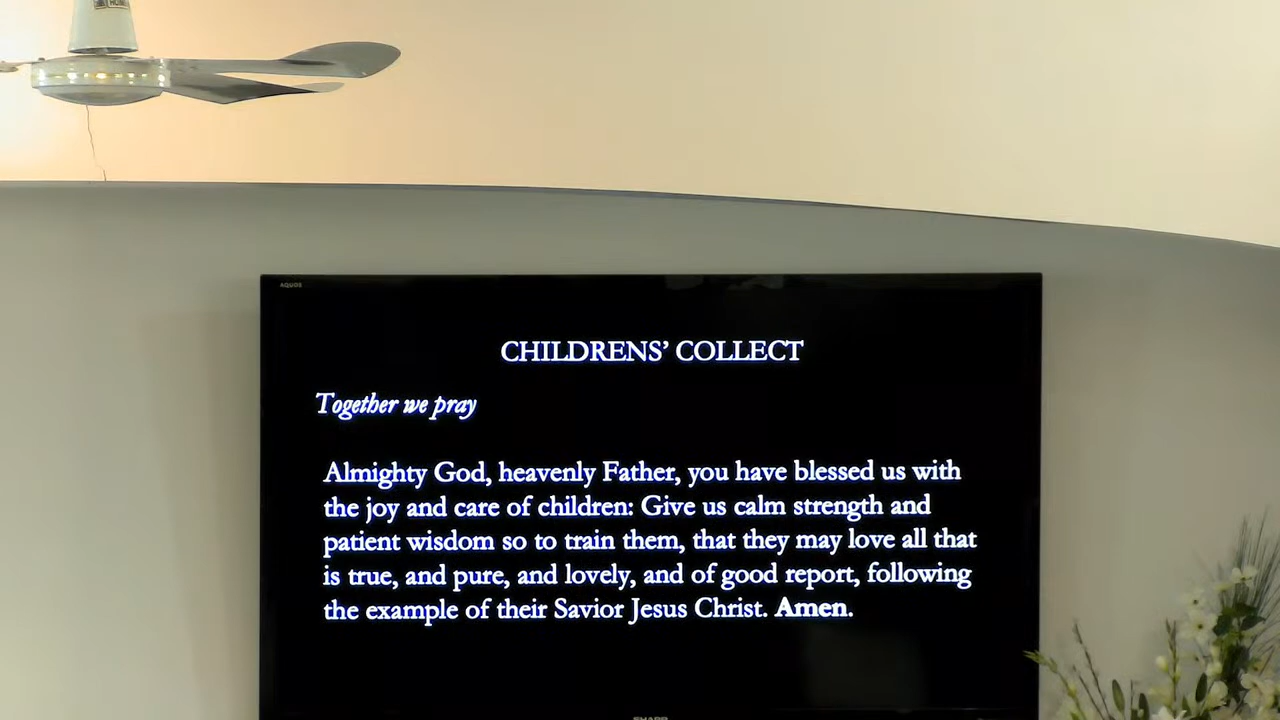 AQUOS
CHILDRENS’ COLLECT
Together we pray
Almighty God, heavenly Father, you have blessed us with
the joy and care of children: Give us calm strength and
patient wisdom so to train them, that they may love all that
is true, and pure, and lovely, and of good report, following
the example of their Savior Jesus Christ. Amen.
SHARP